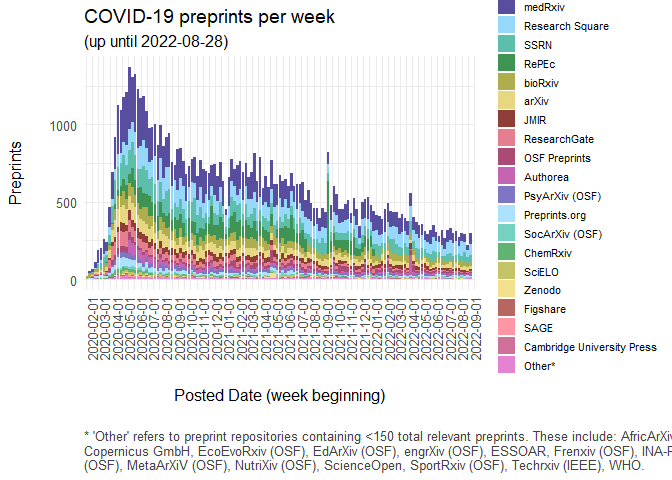 COVID-19 preprints per week
(up until 2022-08-28)
Preprints
1000
500
0
2020-02-01
2020-03-01
2020-04-01
2020-05-01
2020-06-01
2020-07-01
2020-08-01
2020-09-01
2020-10-01
2020-11-01
2020-12-01
2021-01-01
2021-02-01
2021-03-01
2021-04-01
2021-05-01
2021-06-01
2021-07-01
2021-08-01
2021-09-01
2021-10-01
2021-11-01
2021-12-01
2022-01-01
2022-02-01
2022-03-01
2022-04-01
2022-05-01
2022-06-01
2022-07-01
2022-08-01
2022-09-01
Posted Date (week beginning)
medRxiv
Research Square
SSRN
RePEc
bioRxiv
arXiv
JMIR
ResearchGate
OSF Preprints
Authorea
PsyArXiv (OSF)
Preprints.org
SocArXiv (OSF)
ChemRxiv
SciELO
Zenodo
Figshare
SAGE
Cambridge University Press
Other*
* 'Other' refers to preprint repositories containing <150 total relevant preprints. These include: AfricArXi
Copernicus GmbH, EcoEvoRxiv (OSF), EdArXiv (OSF), engrXiv (OSF), ESSOAR, Frenxiv (OSF), INA-R
(OSF), MetaArXiV (OSF), NutriXiv (OSF), ScienceOpen, SportRxiv (OSF), Techrxiv (IEEE), WHO.